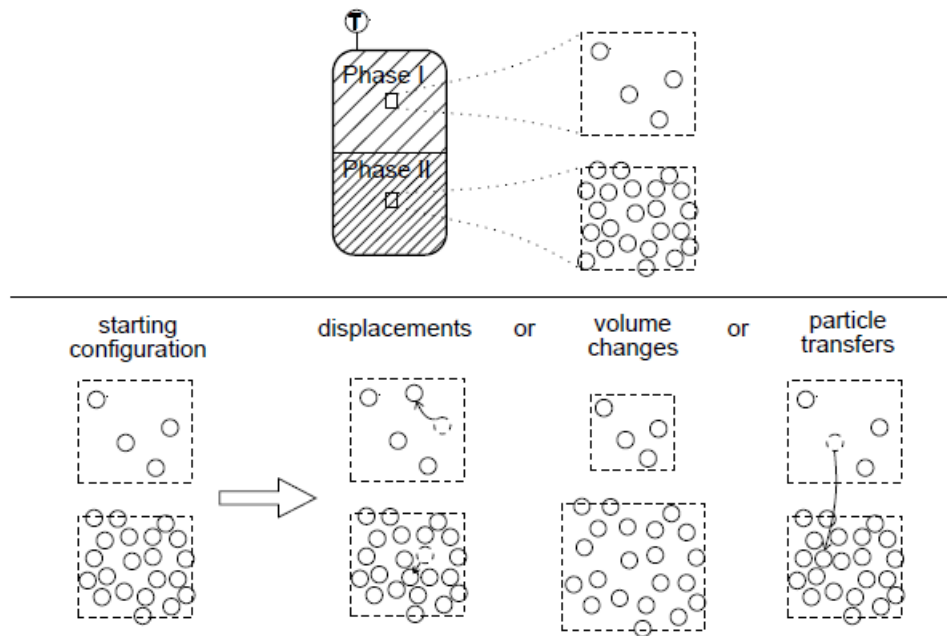 T
Phase I
Phase II
starting
configuration
displacements
or
volume
changes
or
particle
transfers